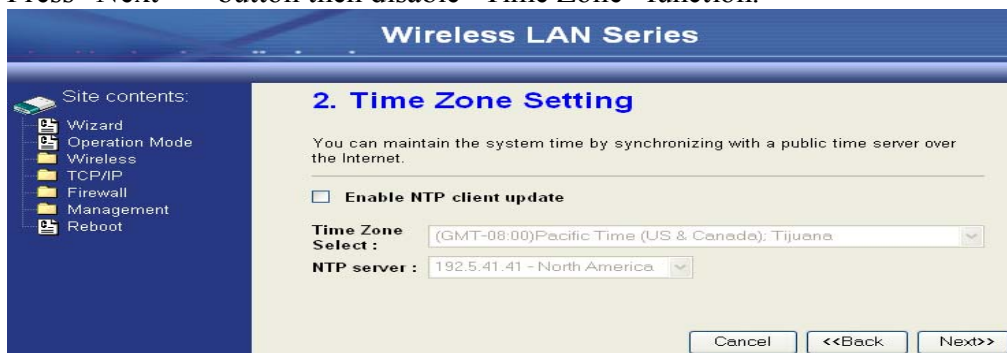 Press “Next >>” button then disable “Time Zone” function.
Wireless LAN Series
Site contents:
Wizard
Operation Mode
Wireless
TCP/IP
Firewall
Management
Reboot
2. Time Zone Setting
You can maintain the system time by synchronizing with a public time server over
the Internet.
Enable NTP client update
Time Zone
Select :
(GMT-08:00)Pacific Time (US & Canada); Tijuana
NTP server :
192.5.41.41 - North America
Cancel
<<Back
Next>>